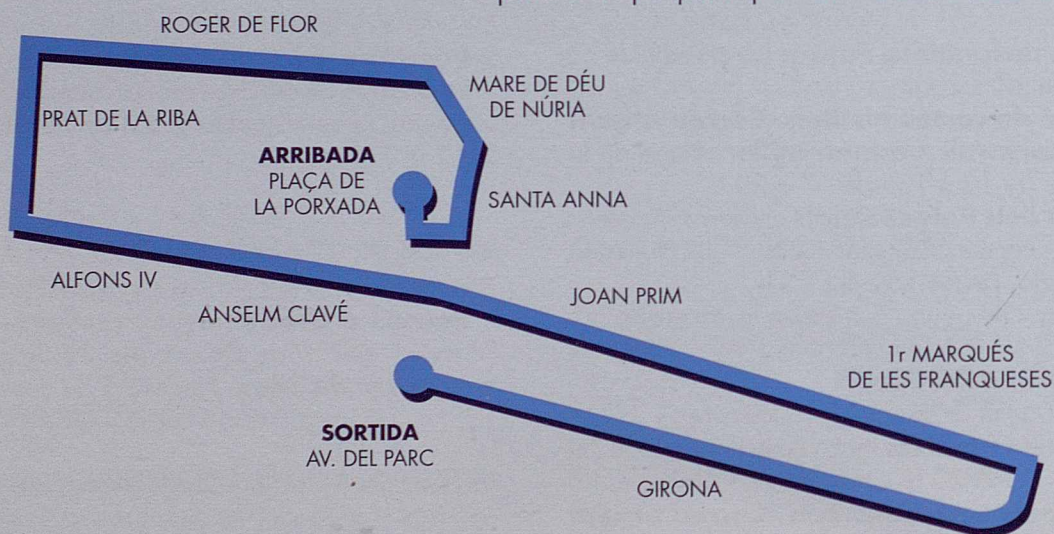 ROGER DE FLOR
MARE DE DÉU
DE NÚRIA
PRAT DE LA RIBA
ARRIBADA
PLAÇA DE
LA PORXADA
SANTA ANNA
ALFONS IV
ANSELM CLAVÉ
JOAN PRIM
1r MARQUÉS
DE LES FRANQUESES
SORTIDA
AV. DEL PARC
GIRONA